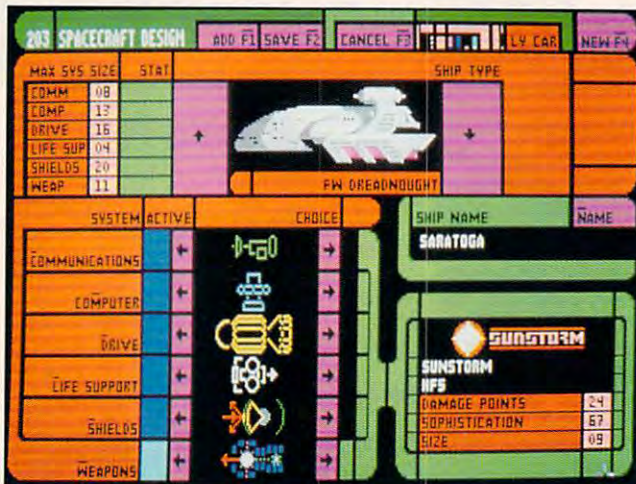 203 SPACECRAFT DESIGN ADD F1 SAVE F2 CANCEL F3 LY CAR NEW F4
MAX SYS SIZE STAT SHIP TYPE
COMM 08
COMP 13
DRIVE 16
LIFE SUP 04
SHIELDS 20
WEAP 11
FW DREADNOUGHT
SYSTEM ACTIVE CHOICE
SHIP NAME NAME
SARATOGA
COMMUNICATIONS
COMPUTER
DRIVE
LIFE SUPPORT
SHIELDS
WEAPONS
SUNSTORM
SUNSTORM
HF5
DAMAGE POINTS 24
SOPHISTICATION 67
SIZE 09